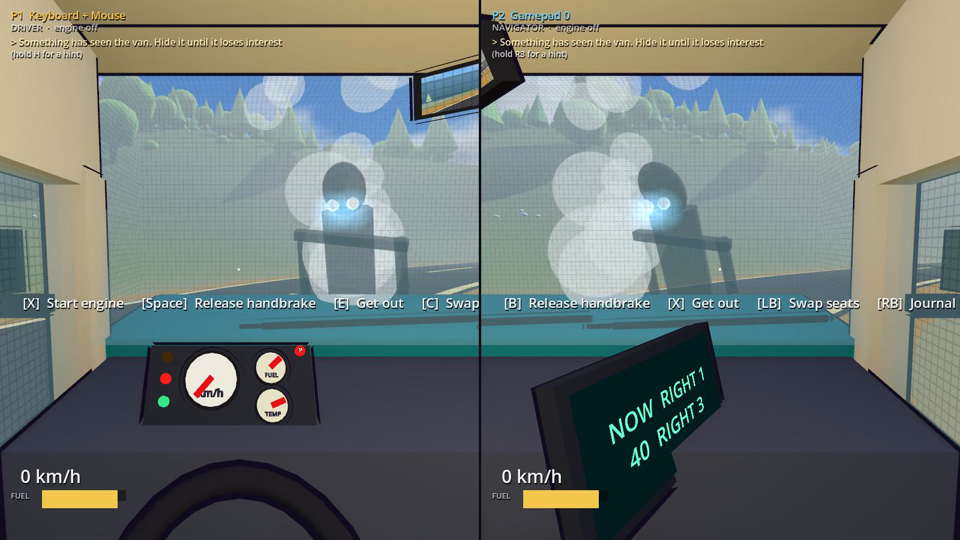 P1 Keyboard + Mouse
DRIVER · engine off
> Something has seen the van. Hide it until it loses interest
(hold H for a hint)
[X] Start engine [Space] Release handbrake [E] Get out [C] Swap
km/h
FUEL
TEMP
P
0 km/h
FUEL
P2 Gamepad 0
NAVIGATOR · engine off
> Something has seen the van. Hide it until it loses interest
(hold R3 for a hint)
[B] Release handbrake [X] Get out [LB] Swap seats [RB] Journal
NOW RIGHT 1
40 RIGHT 3
0 km/h
FUEL